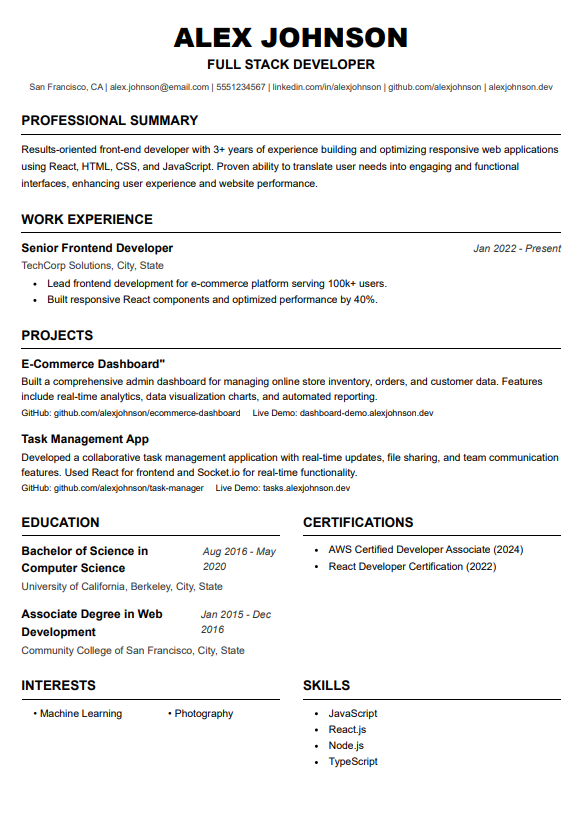 ALEX JOHNSON
FULL STACK DEVELOPER
San Francisco, CA | alex.johnson@email.com | 5551234567 | linkedin.com/in/alexjohnson | github.com/alexjohnson | alexjohnson.dev
PROFESSIONAL SUMMARY
Results-oriented front-end developer with 3+ years of experience building and optimizing responsive web applications
using React, HTML, CSS, and JavaScript. Proven ability to translate user needs into engaging and functional
interfaces, enhancing user experience and website performance.
WORK EXPERIENCE
Senior Frontend Developer Jan 2022 - Present
TechCorp Solutions, City, State
• Lead frontend development for e-commerce platform serving 100k+ users.
• Built responsive React components and optimized performance by 40%.
PROJECTS
E-Commerce Dashboard"
Built a comprehensive admin dashboard for managing online store inventory, orders, and customer data. Features
include real-time analytics, data visualization charts, and automated reporting.
GitHub: github.com/alexjohnson/ecommerce-dashboard Live Demo: dashboard-demo.alexjohnson.dev
Task Management App
Developed a collaborative task management application with real-time updates, file sharing, and team communication
features. Used React for frontend and Socket.io for real-time functionality.
GitHub: github.com/alexjohnson/task-manager Live Demo: tasks.alexjohnson.dev
EDUCATION
Bachelor of Science in Aug 2016 - May
Computer Science 2020
University of California, Berkeley, City, State
Associate Degree in Web Jan 2015 - Dec
Development 2016
Community College of San Francisco, City, State
CERTIFICATIONS
• AWS Certified Developer Associate (2024)
• React Developer Certification (2022)
INTERESTS
• Machine Learning • Photography
SKILLS
• JavaScript
• React.js
• Node.js
• TypeScript